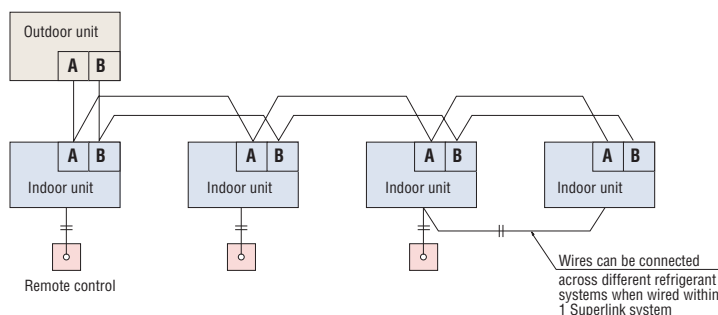 Outdoor unit
A B
A B
Indoor unit
A B
Indoor unit
A B
Indoor unit
A B
Indoor unit
Remote control
Wires can be connected
across different refrigerant
systems when wired within
1 Superlink system